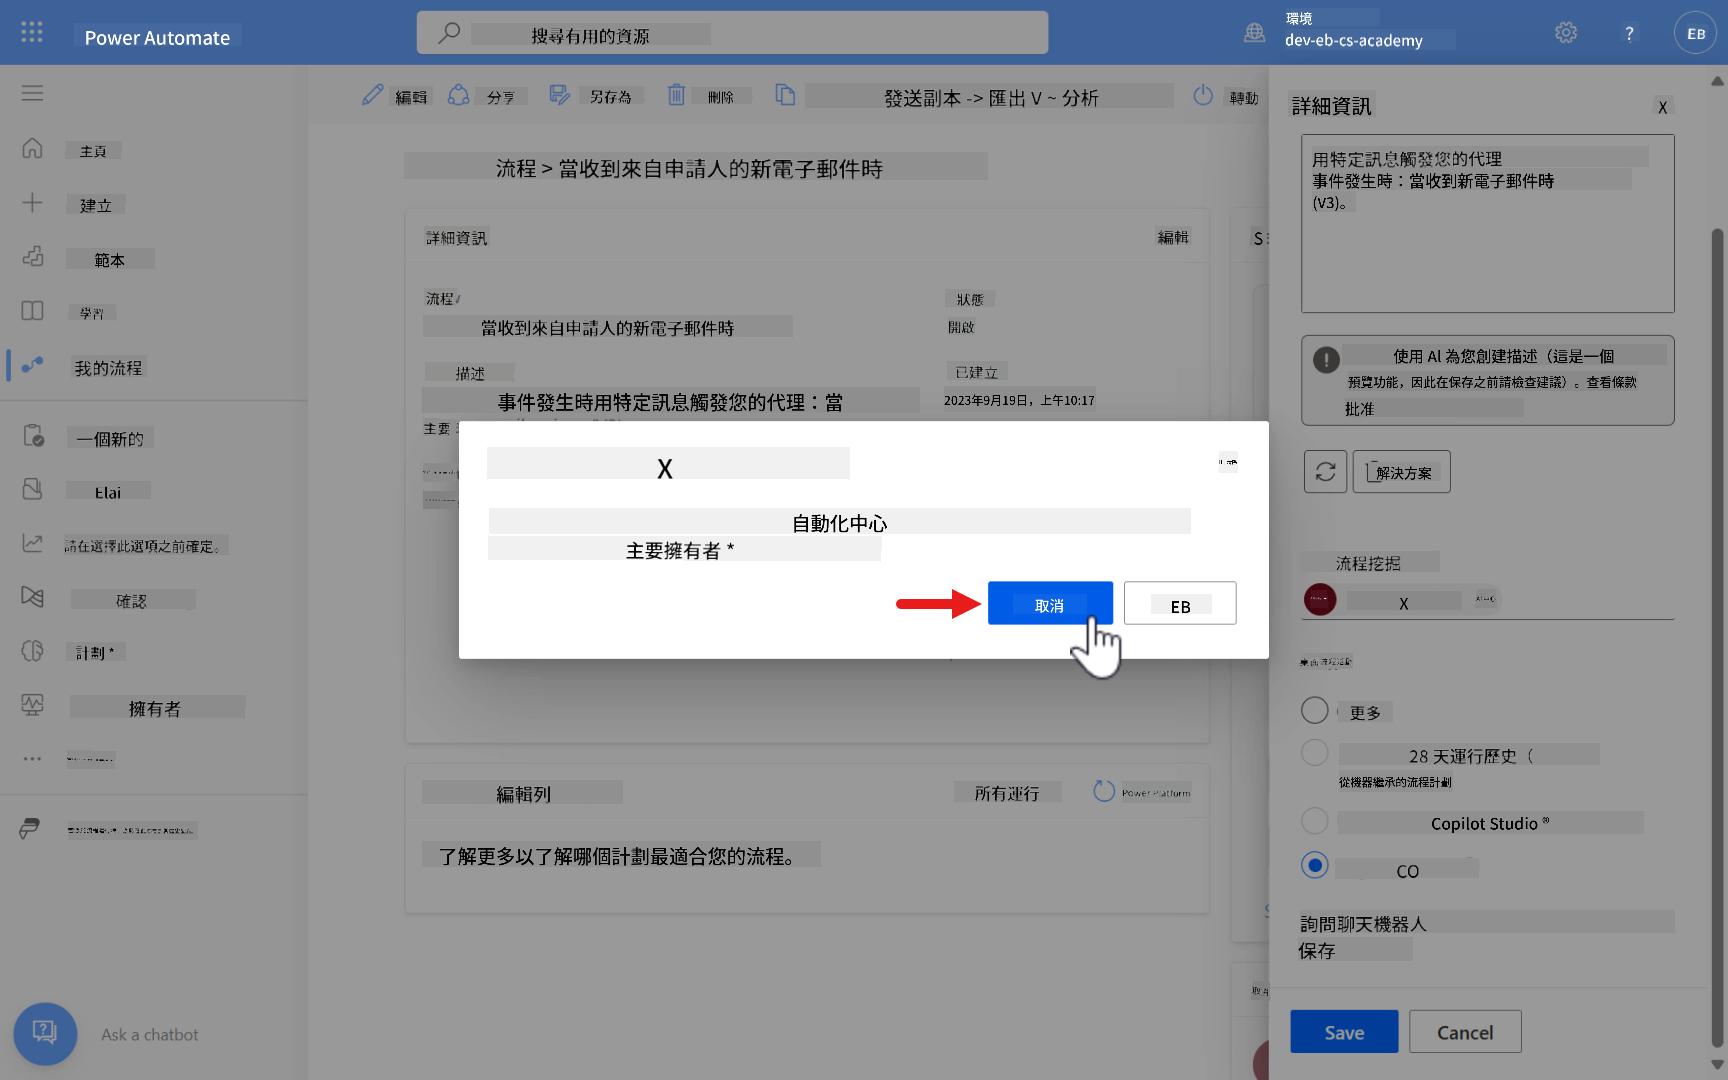 Power Automate
搜尋有用的資源
環境
dev-eb-cs-academy
?
EB
編輯
分享
另存為
刪除
發送副本 -> 匯出 V ~ 分析
轉動
主頁
建立
範本
學習
我的流程
一個新的
Elai
請在選擇此選項之前確定。
確認
計劃 *
擁有者
Ask a chatbot
流程 > 當收到來自申請人的新電子郵件時
詳細資訊
編輯
流程
當收到來自申請人的新電子郵件時
狀態
開啟
描述
事件發生時用特定訊息觸發您的代理：當
已建立
2023年9月19日，上午10:17
主要
X
自動化中心
主要擁有者 *
取消
EB
編輯列
所有運行
Power Platform
了解更多以了解哪個計劃最適合您的流程。
詳細資訊
X
用特定訊息觸發您的代理
事件發生時：當收到新電子郵件時
(V3)。
使用 AI 為您創建描述（這是一個
預覽功能，因此在保存之前請檢查建議）。查看條款
批准
解決方案
流程挖掘
X
桌面流程活動
更多
28 天運行歷史（
從機器繼承的流程計劃
Copilot Studio ®
CO
詢問聊天機器人
保存
Save
Cancel